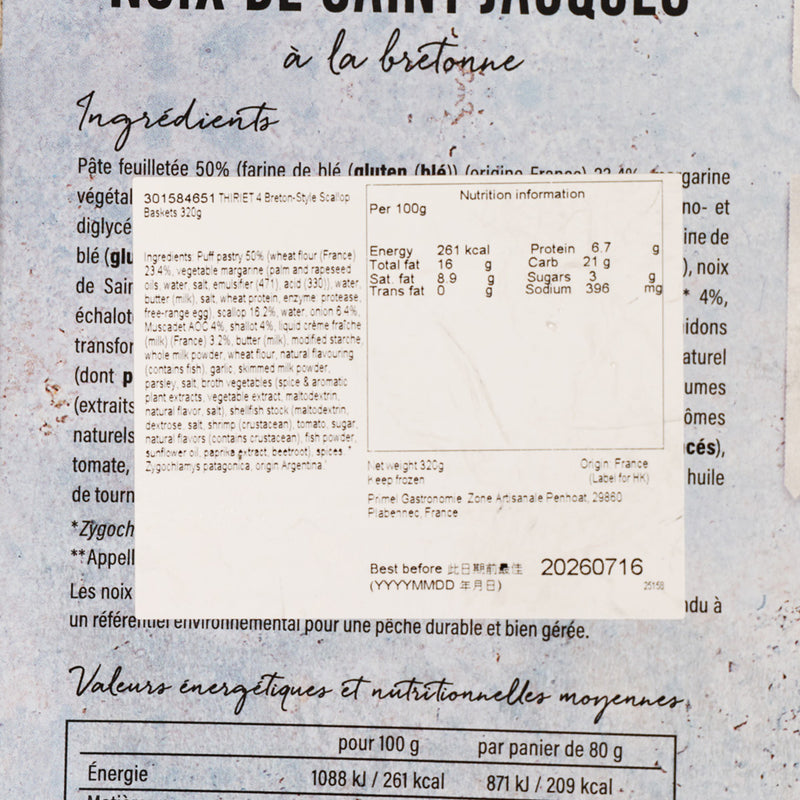 NOIX DE SAINT-JACQUES
à la bretonne
Ingrédients
Pâte feuilletée 50% (farine de blé (gluten (blé)) (origine France) 23,4%, margarine
végétal
no- et
diglycé
ine de
blé (glu
), noix
de Sain
* 4%,
échalot
idons
transfor
aturel
(dont p
umes
(extraits
ômes
naturels
cés),
tomate,
huile
de tourn
*Zygoch
**Appell
Les noix
ndu à
un référentiel environnemental pour une pêche durable et bien gérée.
301584651 THIRIET 4 Breton-Style Scallop
Baskets 320g
Ingredients: Puff pastry 50% (wheat flour (France)
23.4%, vegetable margarine (palm and rapeseed
oils, water, salt, emulsifier (471), acid (330)), water,
butter (milk), salt, wheat protein, enzyme: protease,
free-range egg), scallop 16.2%, water, onion 6.4%,
Muscadet AOC 4%, shallot 4%, liquid crème fraîche
(milk) (France) 3.2%, butter (milk), modified starche,
whole milk powder, wheat flour, natural flavouring
(contains fish), garlic, skimmed milk powder,
parsley, salt, broth vegetables (spice & aromatic
plant extracts, vegetable extract, maltodextrin,
natural flavor, salt), shellfish stock (maltodextrin,
dextrose, salt, shrimp (crustacean), tomato, sugar,
natural flavors (contains crustacean), fish powder,
sunflower oil, paprika extract, beetroot), spices. *
Zygochlamys patagonica, origin Argentina.
Nutrition information
Per 100g
Energy 261 kcal Protein 6.7 g
Total fat 16 g Carb 21 g
Sat. fat 8.9 g Sugars 3 g
Trans fat 0 g Sodium 396 mg
Net weight 320g Origin: France
Keep frozen (Label for HK)
Primel Gastronomie. Zone Artisanale Penhoat, 29860
Plabennec, France
Best before 此日期前最佳 20260716
(YYYYMMDD 年月日) 25158
Valeurs énergétiques et nutritionnelles moyennes
pour 100 g par panier de 80 g
Énergie 1088 kJ / 261 kcal 871 kJ / 209 kcal